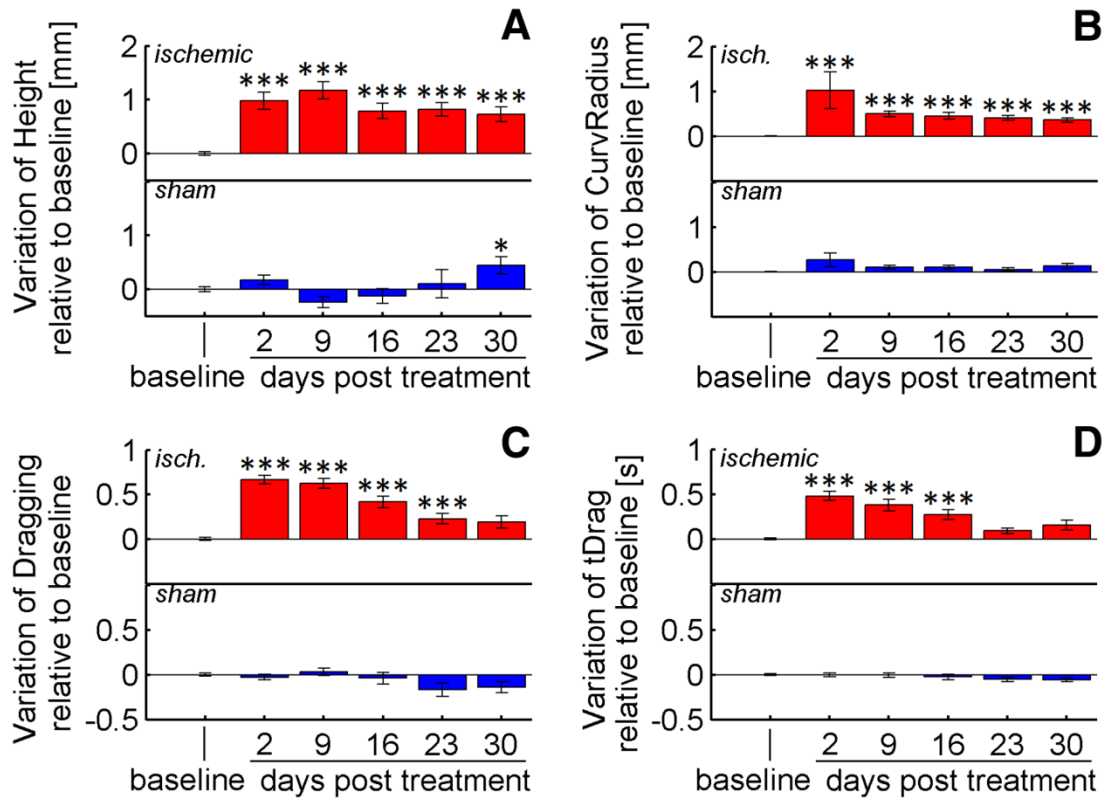 A
Variation of Height
relative to baseline [mm]
2
ischemic
*** *** *** *** ***
1
0
sham
1
*
0
2 9 16 23 30
baseline days post treatment
B
Variation of CurvRadius
relative to baseline [mm]
2
isch.
*** *** *** *** ***
1
0
sham
1
0
2 9 16 23 30
baseline days post treatment
C
Variation of Dragging
relative to baseline
1
isch.
*** *** *** ***
0.5
0
sham
0.5
0
-0.5
2 9 16 23 30
baseline days post treatment
D
Variation of tDrag
relative to baseline [s]
1
ischemic
*** *** ***
0.5
0
sham
0.5
0
-0.5
2 9 16 23 30
baseline days post treatment